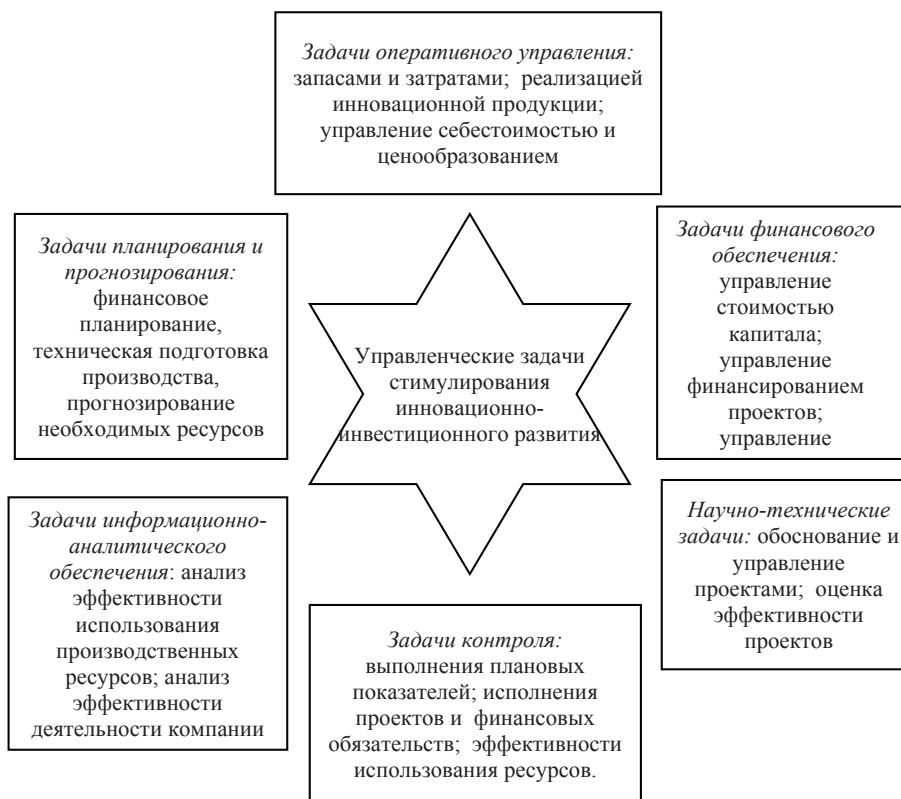 Задачи оперативного управления:
запасами и затратами; реализацией
инновационной продукции;
управление себестоимостью и
ценообразованием
Задачи планирования и
прогнозирования:
финансовое
планирование,
техническая подготовка
производства,
прогнозирование
необходимых ресурсов
Задачи финансового
обеспечения:
управление
стоимостью
капитала;
управление
финансированием
проектов;
управление
Управленческие задачи
стимулирования
инновационно-
инвестиционного развития
Задачи информационно-
аналитического
обеспечения: анализ
эффективности
использования
производственных
ресурсов; анализ
эффективности
деятельности компании
Научно-технические
задачи: обоснование и
управление
проектами; оценка
эффективности
проектов
Задачи контроля:
выполнения плановых
показателей; исполнения
проектов и финансовых
обязательств; эффективности
использования ресурсов.